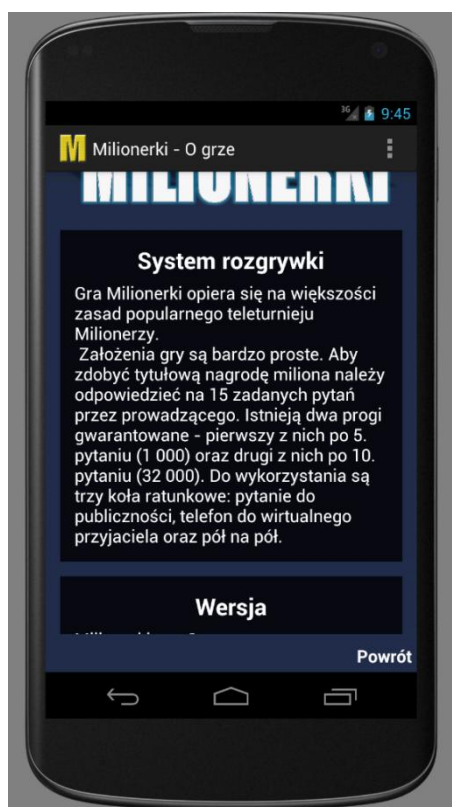 3G 9:45
M Milionerki - O grze
MILIONERKI
System rozgrywki
Gra Milionerki opiera się na większości
zasad popularnego teleturnieju
Milionerzy.
Założenia gry są bardzo proste. Aby
zdobyć tytułową nagrodę miliona należy
odpowiedzieć na 15 zadanych pytań
przez prowadzącego. Istnieją dwa progi
gwarantowane - pierwszy z nich po 5.
pytaniu (1 000) oraz drugi z nich po 10.
pytaniu (32 000). Do wykorzystania są
trzy koła ratunkowe: pytanie do
publiczności, telefon do wirtualnego
przyjaciela oraz pół na pół.
Wersja
Powrót